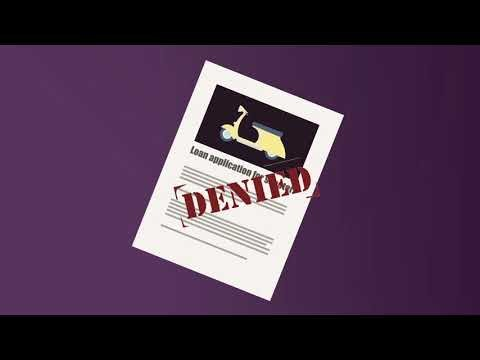 Loan application for
DENIED